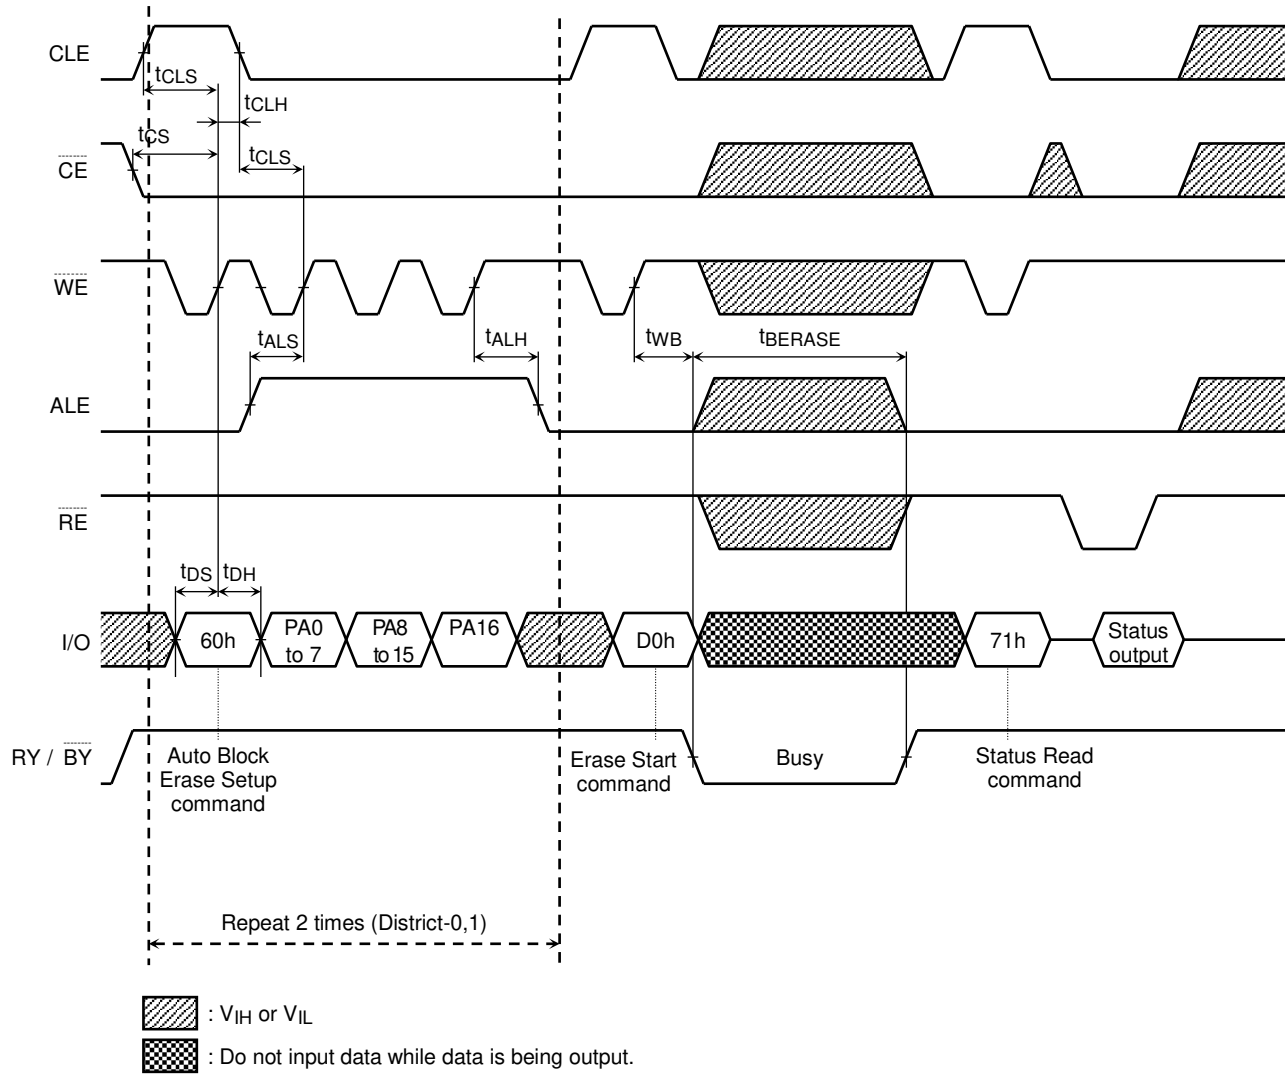 CLE
tCLS
tCLH
tCS
tCLS
CE
WE
tALS
tALH
tWB
tBERASE
ALE
RE
tDS
tDH
I/O
60h
PA0
to 7
PA8
to 15
PA16
D0h
71h
Status
output
RY / BY
Auto Block
Erase Setup
command
Erase Start
command
Busy
Status Read
command
Repeat 2 times (District-0,1)
: VIH or VIL
: Do not input data while data is being output.